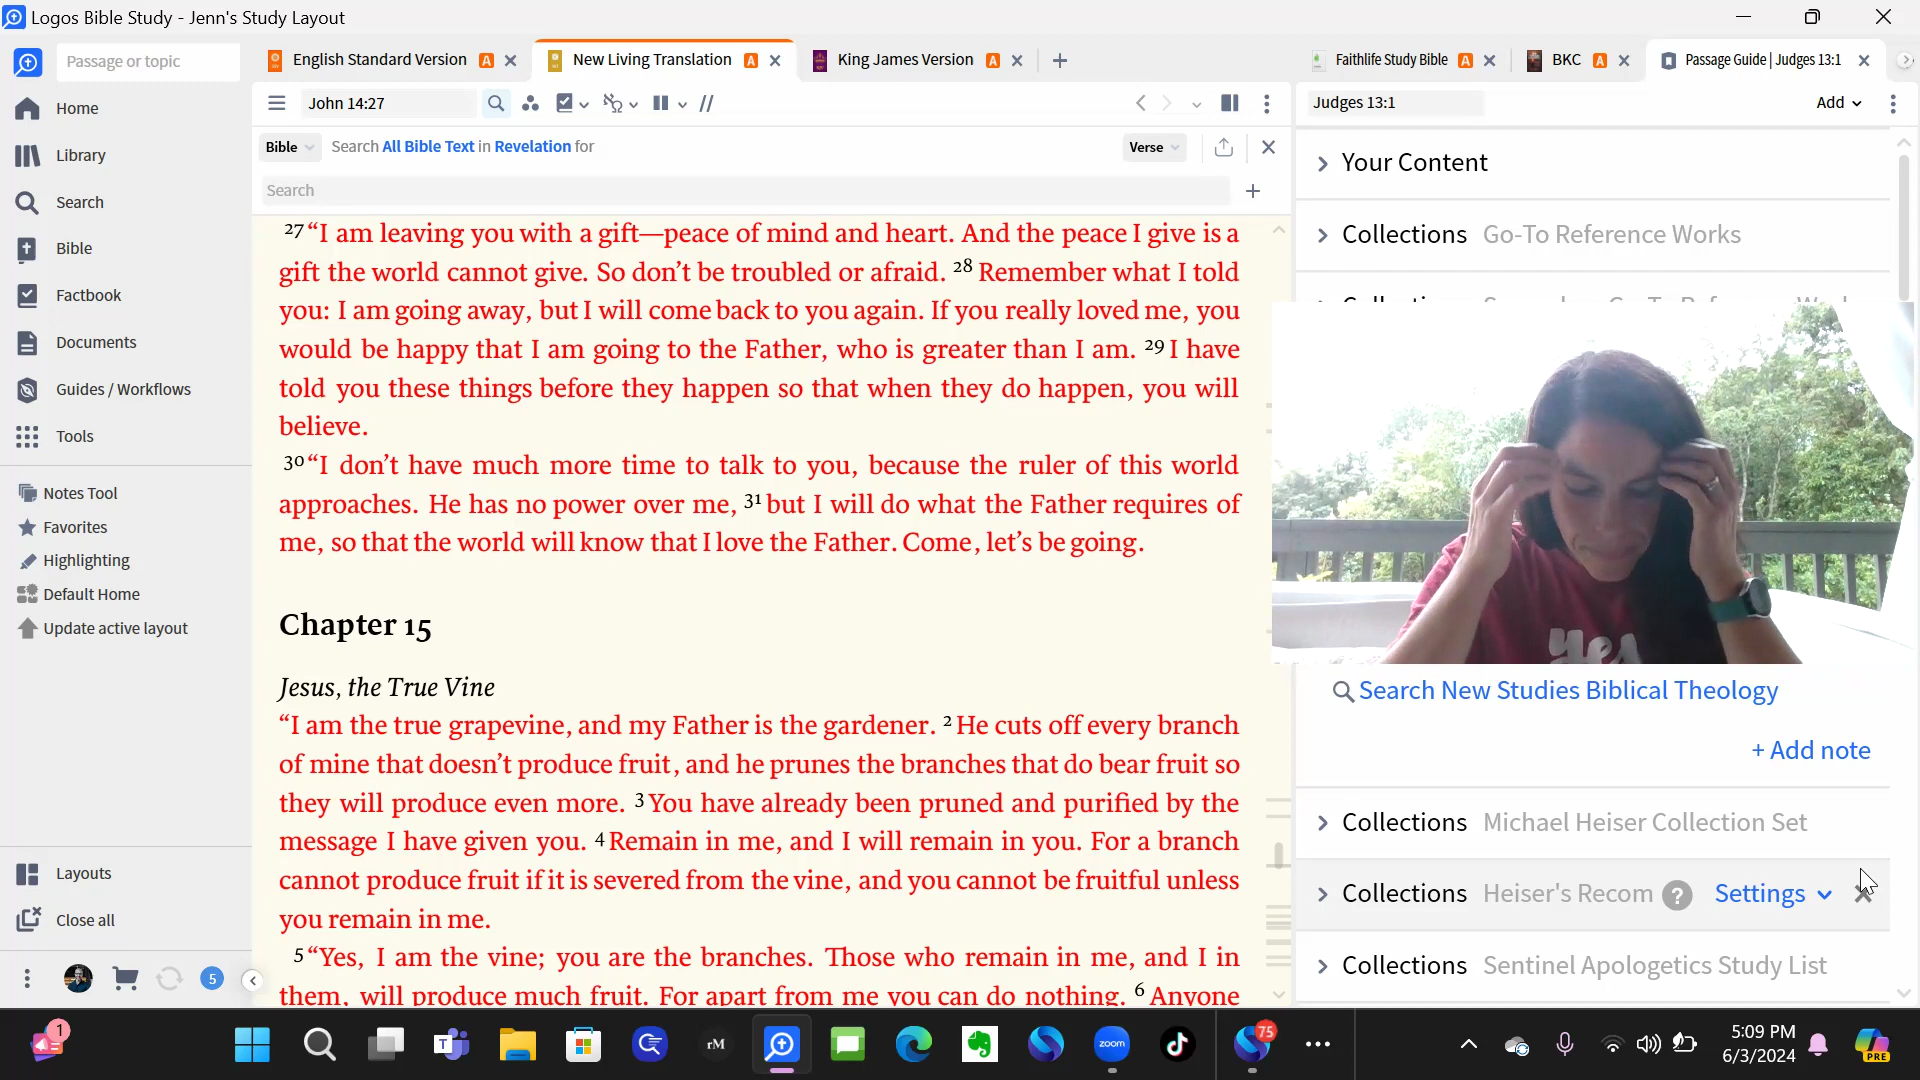 Logos Bible Study - Jenn's Study Layout
Passage or topic
English Standard Version A
New Living Translation A
King James Version A
Faithlife Study Bible A
BKC A
Passage Guide | Judges 13:1
Home
Library
Search
Bible
Factbook
Documents
Guides / Workflows
Tools
Notes Tool
Favorites
Highlighting
Default Home
Update active layout
Layouts
Close all
5
John 14:27
Bible Search All Bible Text in Revelation for Verse
Search
27 “I am leaving you with a gift—peace of mind and heart. And the peace I give is a
gift the world cannot give. So don’t be troubled or afraid. 28 Remember what I told
you: I am going away, but I will come back to you again. If you really loved me, you
would be happy that I am going to the Father, who is greater than I am. 29 I have
told you these things before they happen so that when they do happen, you will
believe.
30 “I don’t have much more time to talk to you, because the ruler of this world
approaches. He has no power over me, 31 but I will do what the Father requires of
me, so that the world will know that I love the Father. Come, let’s be going.
Chapter 15
Jesus, the True Vine
“I am the true grapevine, and my Father is the gardener. 2 He cuts off every branch
of mine that doesn’t produce fruit, and he prunes the branches that do bear fruit so
they will produce even more. 3 You have already been pruned and purified by the
message I have given you. 4 Remain in me, and I will remain in you. For a branch
cannot produce fruit if it is severed from the vine, and you cannot be fruitful unless
you remain in me.
5 “Yes, I am the vine; you are the branches. Those who remain in me, and I in
them, will produce much fruit. For apart from me you can do nothing. 6 Anyone
Judges 13:1 Add
Your Content
Collections Go-To Reference Works
yes
Search New Studies Biblical Theology
+ Add note
Collections Michael Heiser Collection Set
Collections Heiser's Recom ? Settings
Collections Sentinel Apologetics Study List
1
T
rM
zoom
75
5:09 PM
6/3/2024
PRE